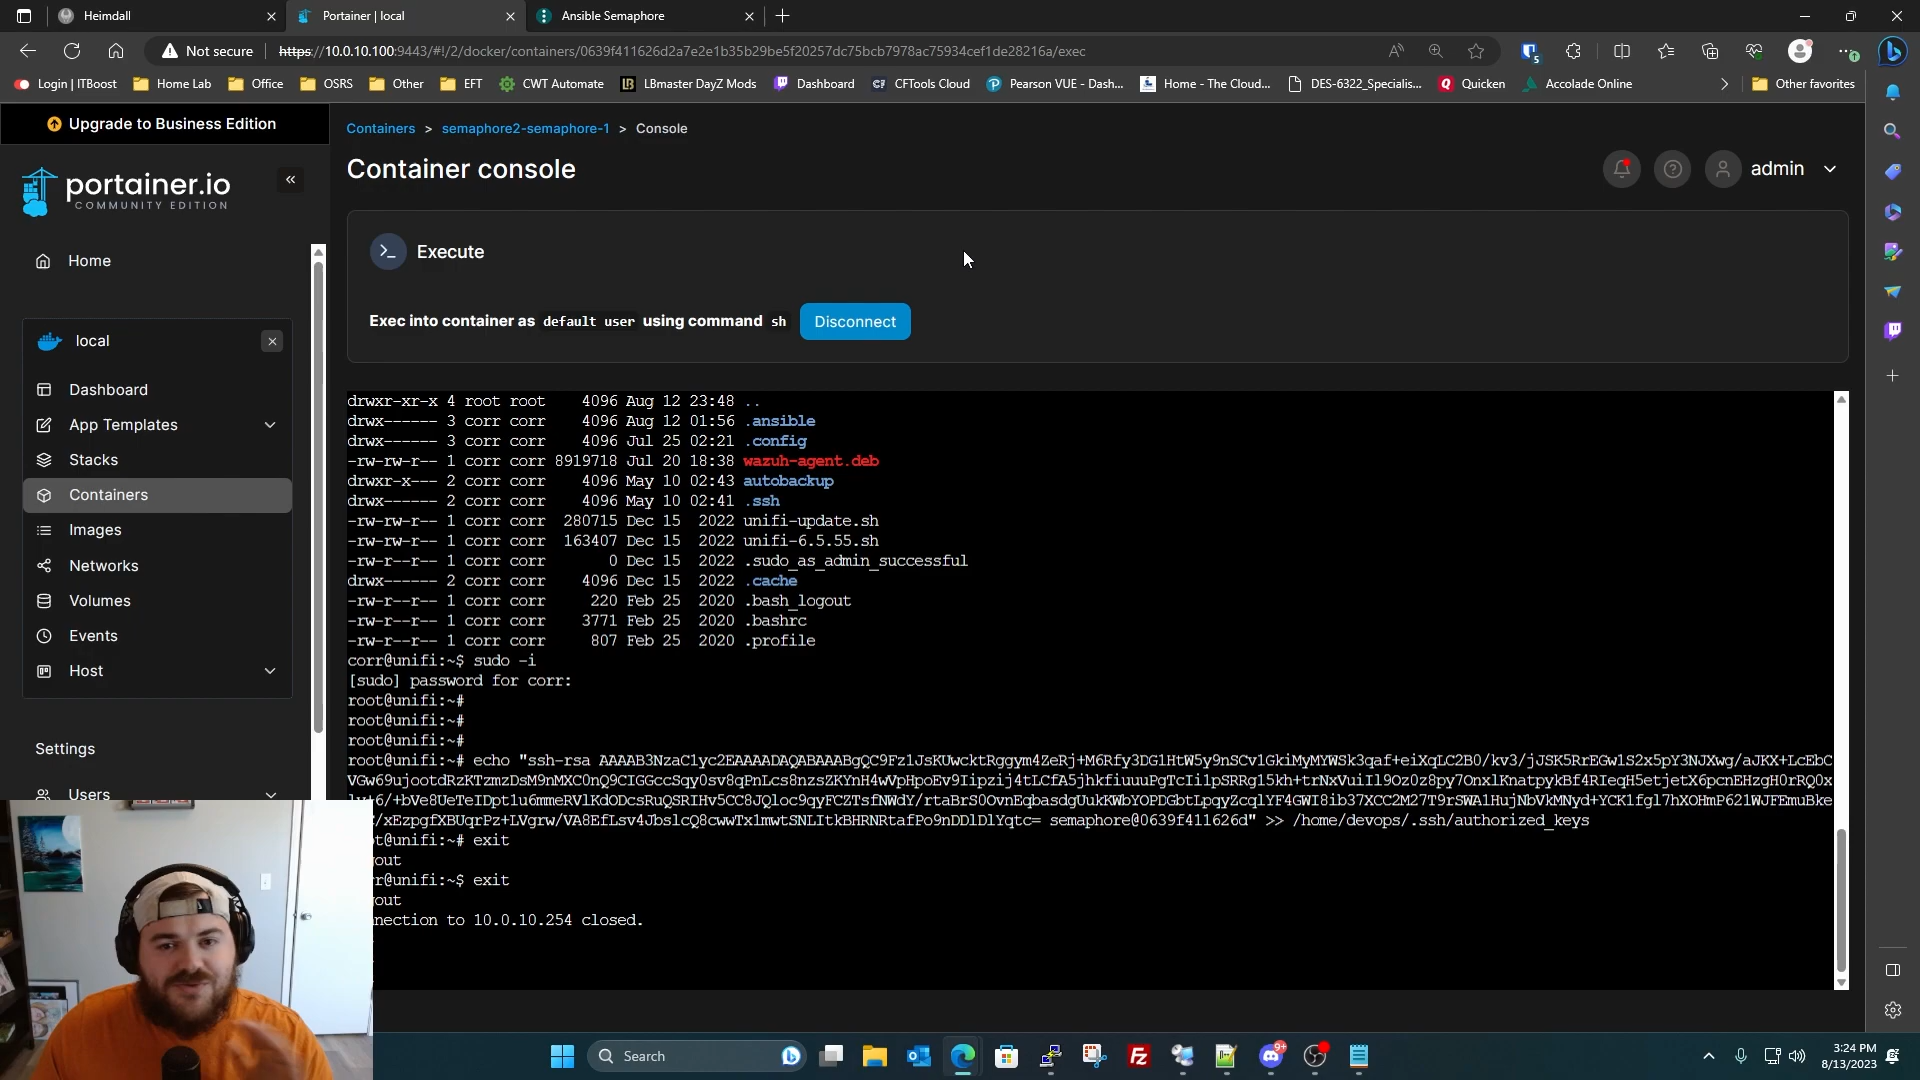 Heimdall
Portainer | local
Ansible Semaphore
Not secure
https://10.0.10.100:9443/#!/2/docker/containers/0639f411626d2a7e2e1b35b29be5f20257dc75bcb7978ac75934cef1de28216a/exec
Login | ITBoost
Home Lab
Office
OSRS
Other
EFT
CWT Automate
LBmaster DayZ Mods
Dashboard
CFTools Cloud
Pearson VUE - Dash...
Home - The Cloud...
DES-6322_Specialis...
Quicken
Accolade Online
Other favorites
Upgrade to Business Edition
portainer.io
COMMUNITY EDITION
Home
local
Dashboard
App Templates
Stacks
Containers
Images
Networks
Volumes
Events
Host
Settings
Users
Containers > semaphore2-semaphore-1 > Console
Container console
admin
Execute
Exec into container as default user using command sh Disconnect
drwxr-xr-x 4 root root 4096 Aug 12 23:48 ..
drwx------ 3 corr corr 4096 Aug 12 01:56 .ansible
drwx------ 3 corr corr 4096 Jul 25 02:21 .config
-rw-rw-r-- 1 corr corr 8919718 Jul 20 18:38 wazuh-agent.deb
drwxr-x--- 2 corr corr 4096 May 10 02:43 autobackup
drwx------ 2 corr corr 4096 May 10 02:41 .ssh
-rw-rw-r-- 1 corr corr 280715 Dec 15 2022 unifi-update.sh
-rw-rw-r-- 1 corr corr 163407 Dec 15 2022 unifi-6.5.55.sh
-rw-r--r-- 1 corr corr 0 Dec 15 2022 .sudo_as_admin_successful
drwx------ 2 corr corr 4096 Dec 15 2022 .cache
-rw-r--r-- 1 corr corr 220 Feb 25 2020 .bash_logout
-rw-r--r-- 1 corr corr 3771 Feb 25 2020 .bashrc
-rw-r--r-- 1 corr corr 807 Feb 25 2020 .profile
corr@unifi:~$ sudo -i
[sudo] password for corr:
root@unifi:~#
root@unifi:~#
root@unifi:~#
root@unifi:~# echo "ssh-rsa
semaphore@0639f411626d" >> /home/devops/.ssh/authorized_keys
t@unifi:~# exit
out
r@unifi:~$ exit
out
nection to 10.0.10.254 closed.
Search
3:24 PM
8/13/2023